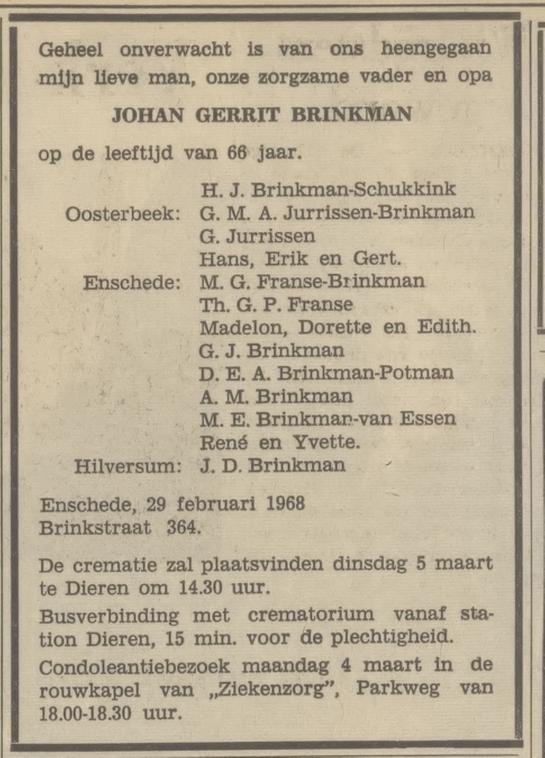 Geheel onverwacht is van ons heengegaan
mijn lieve man, onze zorgzame vader en opa
JOHAN GERRIT BRINKMAN
op de leeftijd van 66 jaar.
H. J. Brinkman-Schukkink
Oosterbeek: G. M. A. Jurrissen-Brinkman
G. Jurrissen
Hans, Erik en Gert.
Enschede: M. G. Franse-Brinkman
Th. G. P. Franse
Madelon, Dorette en Edith.
G. J. Brinkman
D. E. A. Brinkman-Potman
A. M. Brinkman
M. E. Brinkman-van Essen
René en Yvette.
Hilversum: J. D. Brinkman
Enschede, 29 februari 1968
Brinkstraat 364.
De crematie zal plaatsvinden dinsdag 5 maart
te Dieren om 14.30 uur.
Busverbinding met crematorium vanaf sta-
tion Dieren, 15 min. voor de plechtigheid.
Condoleantiebezoek maandag 4 maart in de
rouwkapel van „Ziekenzorg”, Parkweg van
18.00-18.30 uur.